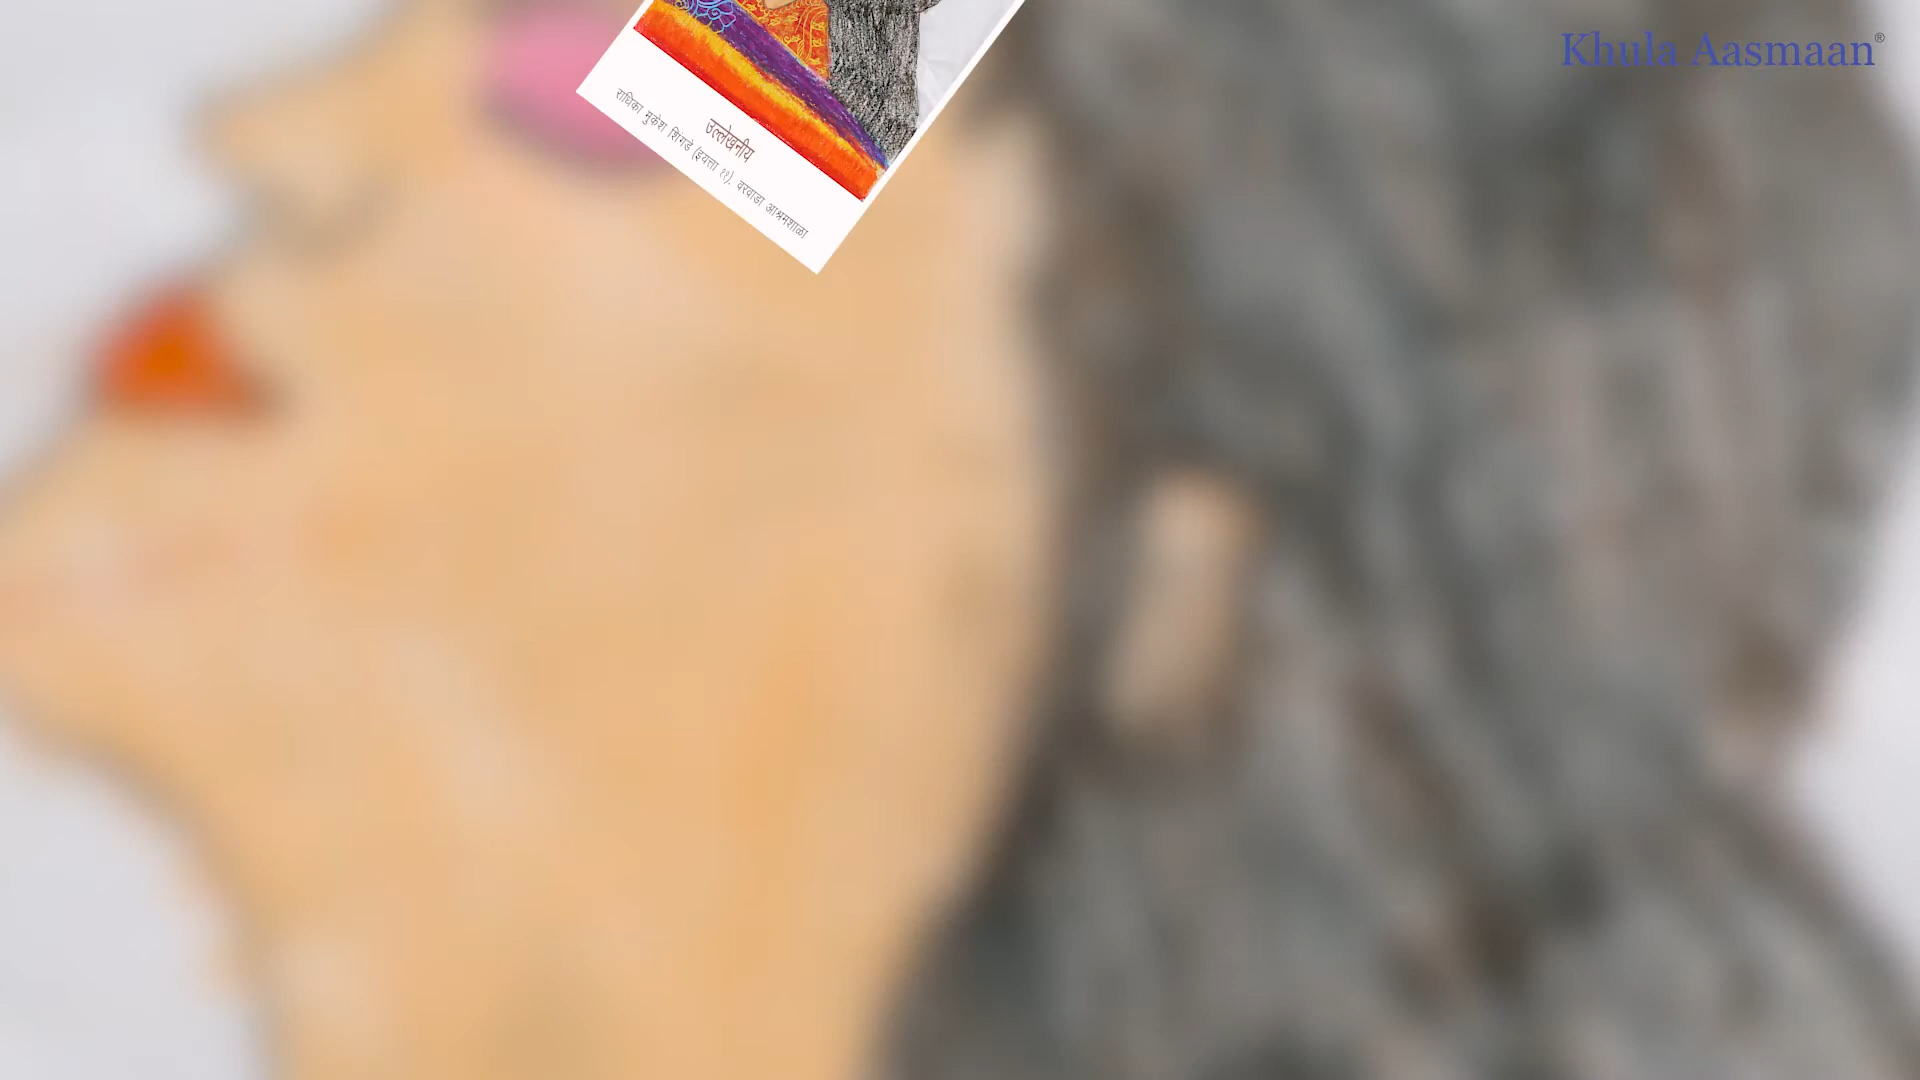 Khula Aasmaan®
उल्लेखनीय
राधिका मुकेश शिंगडे (इयत्ता ११). वरवाडा आश्रमशाळा